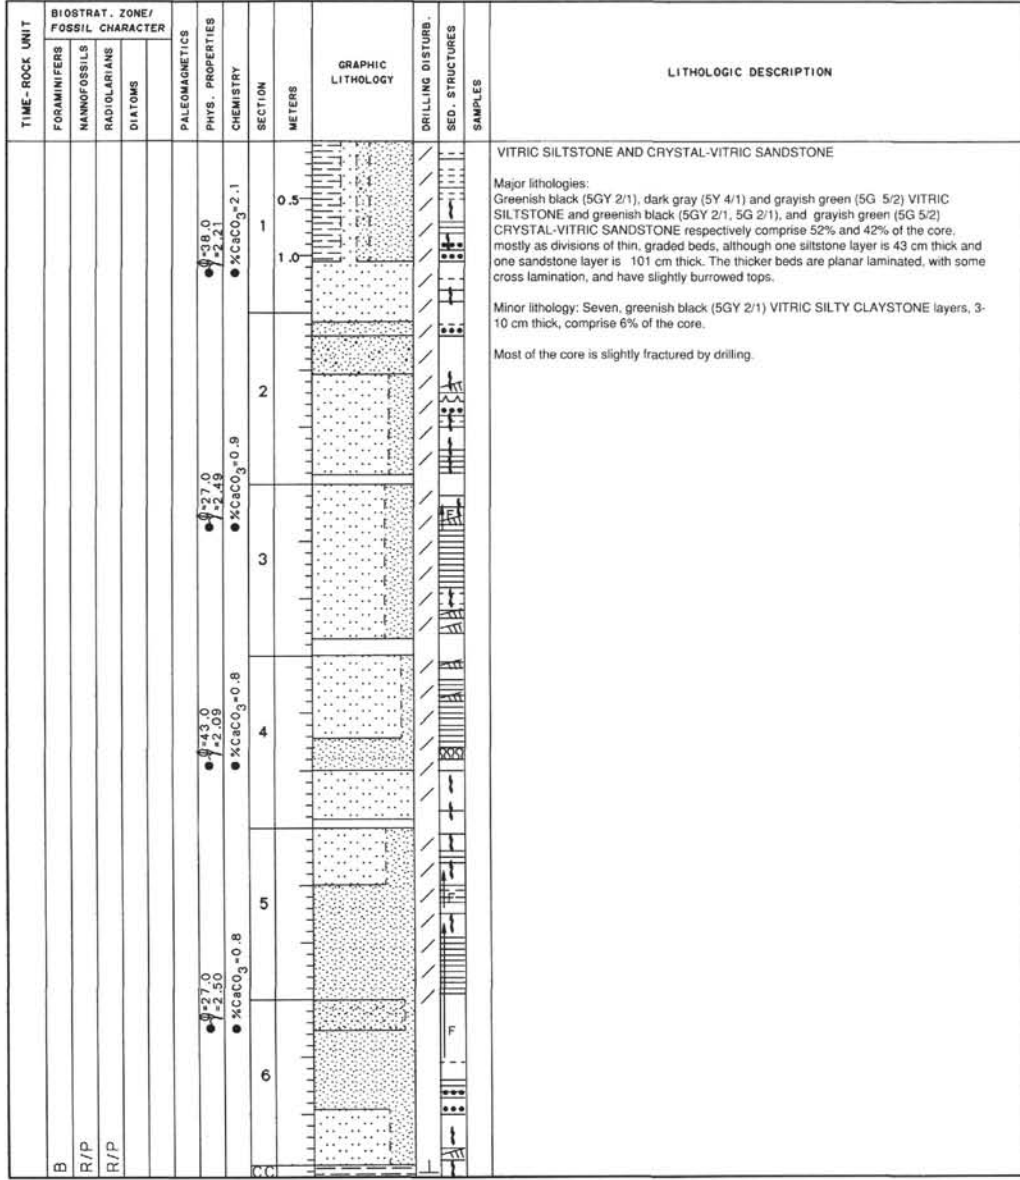 TIME-ROCK UNIT
BIOSTRAT. ZONE/
FOSSIL CHARACTER
FORAMINIFERS
NANNOFOSSILS
RADIOLARIANS
DIATOMS
PALEOMAGNETICS
PHYS. PROPERTIES
CHEMISTRY
SECTION
METERS
GRAPHIC
LITHOLOGY
DRILLING DISTURB.
SED. STRUCTURES
SAMPLES
LITHOLOGIC DESCRIPTION
VITRIC SILTSTONE AND CRYSTAL-VITRIC SANDSTONE
Major lithologies:
Greenish black (5GY 2/1), dark gray (5Y 4/1) and grayish green (5G 5/2) VITRIC
SILTSTONE and greenish black (5GY 2/1, 5G 2/1), and grayish green (5G 5/2)
CRYSTAL-VITRIC SANDSTONE respectively comprise 52% and 42% of the core,
mostly as divisions of thin, graded beds, although one siltstone layer is 43 cm thick and
one sandstone layer is 101 cm thick. The thicker beds are planar laminated, with some
cross lamination, and have slightly burrowed tops.
Minor lithology: Seven, greenish black (5GY 2/1) VITRIC SILTY CLAYSTONE layers, 3-
10 cm thick, comprise 6% of the core.
Most of the core is slightly fractured by drilling.
0.5
1
1.0
φ=38.0
γ=2.21
%CaCO3=2.1
2
φ=27.0
γ=2.49
%CaCO3=0.9
F
3
φ=43.0
γ=2.09
%CaCO3=0.8
4
5
F
φ=27.0
γ=2.50
%CaCO3=0.8
F
6
B
R/P
R/P
CC